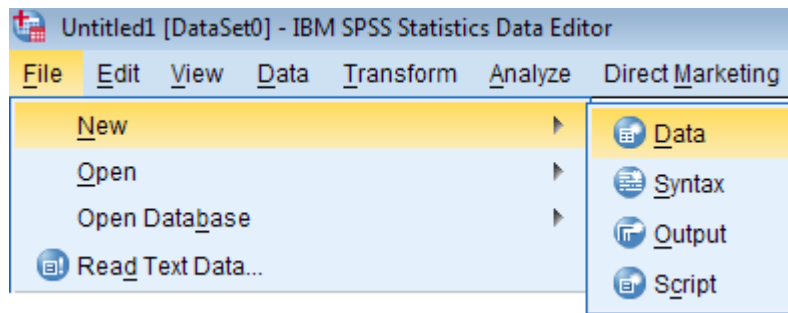 Untitled1 [DataSet0] - IBM SPSS Statistics Data Editor
File Edit View Data Transform Analyze Direct Marketing
New
Open
Open Database
Read Text Data...
Data
Syntax
Output
Script